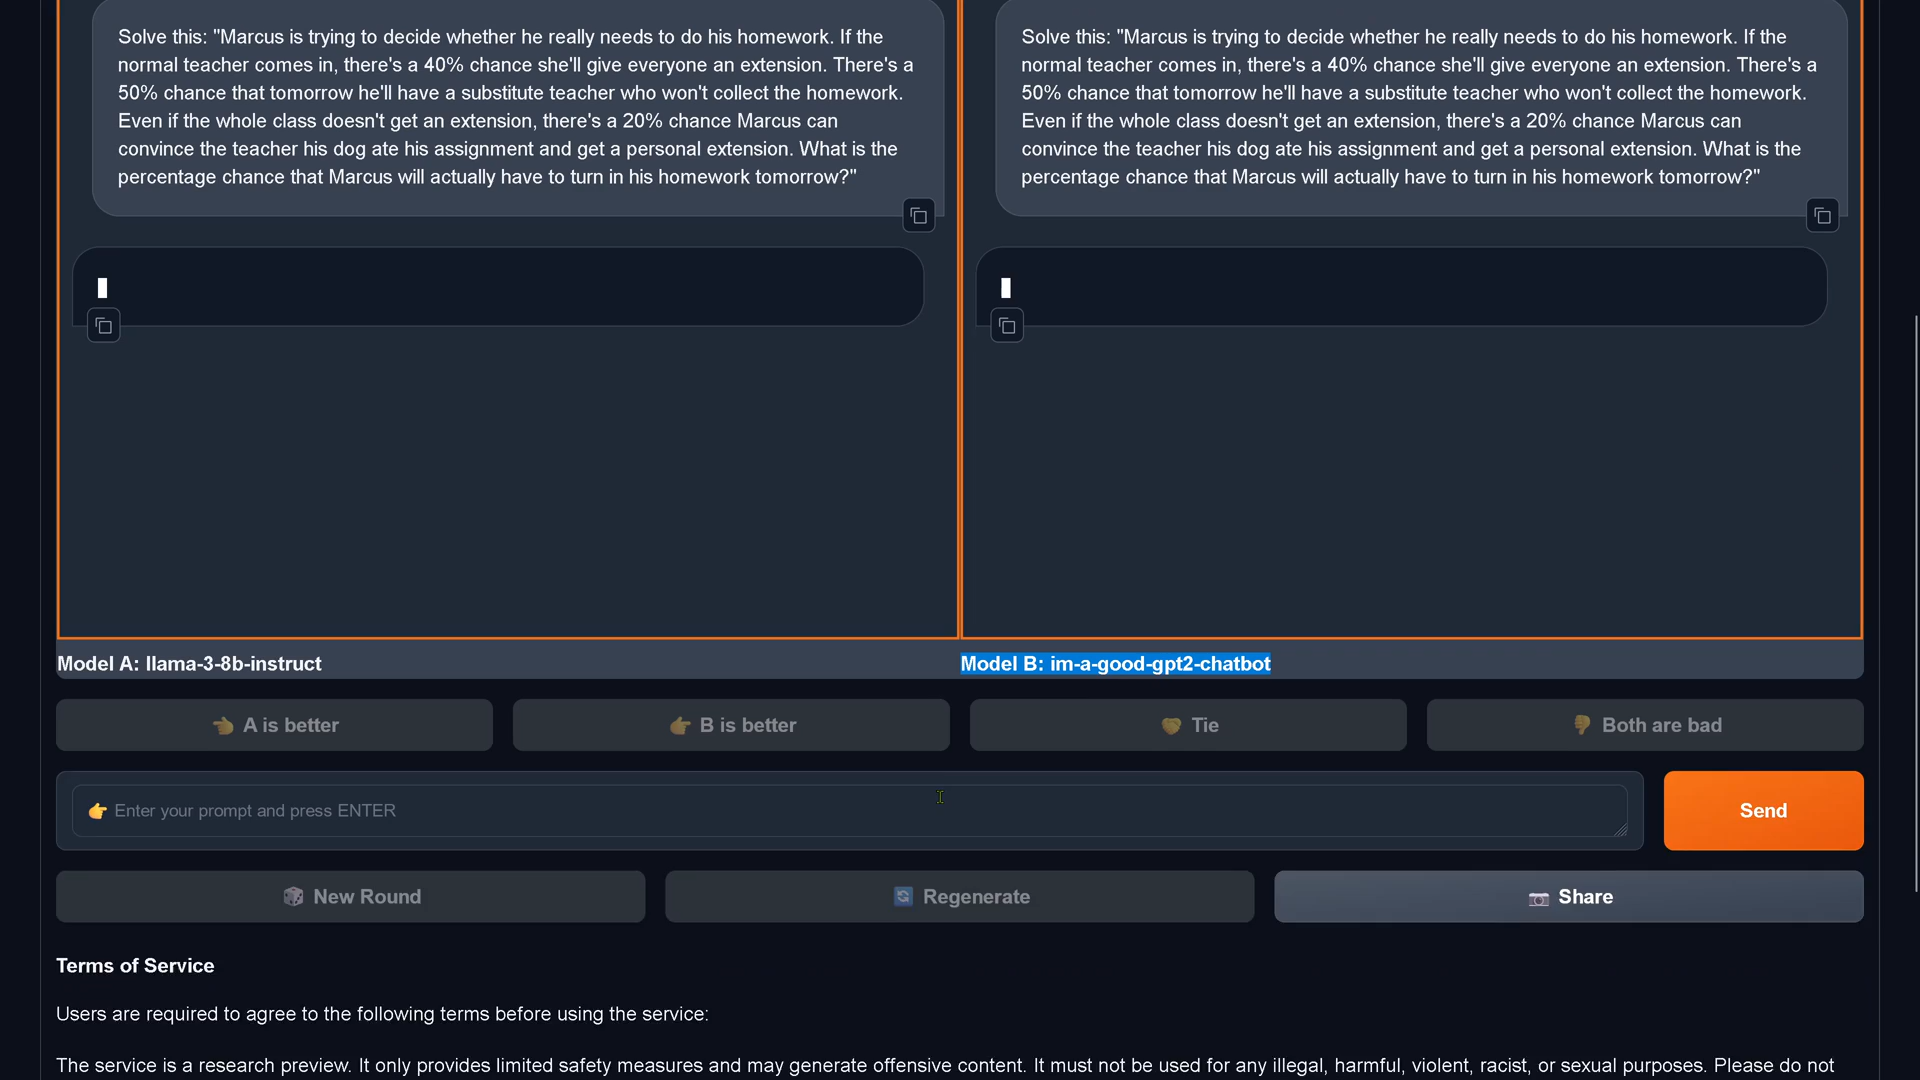 Solve this: "Marcus is trying to decide whether he really needs to do his homework. If the
normal teacher comes in, there's a 40% chance she'll give everyone an extension. There's a
50% chance that tomorrow he'll have a substitute teacher who won't collect the homework.
Even if the whole class doesn't get an extension, there's a 20% chance Marcus can
convince the teacher his dog ate his assignment and get a personal extension. What is the
percentage chance that Marcus will actually have to turn in his homework tomorrow?"
Solve this: "Marcus is trying to decide whether he really needs to do his homework. If the
normal teacher comes in, there's a 40% chance she'll give everyone an extension. There's a
50% chance that tomorrow he'll have a substitute teacher who won't collect the homework.
Even if the whole class doesn't get an extension, there's a 20% chance Marcus can
convince the teacher his dog ate his assignment and get a personal extension. What is the
percentage chance that Marcus will actually have to turn in his homework tomorrow?"
Model A: llama-3-8b-instruct
Model B: im-a-good-gpt2-chatbot
👈 A is better
👉 B is better
🤝 Tie
👎 Both are bad
👉 Enter your prompt and press ENTER
Send
🎲 New Round
🔄 Regenerate
📷 Share
Terms of Service
Users are required to agree to the following terms before using the service:
The service is a research preview. It only provides limited safety measures and may generate offensive content. It must not be used for any illegal, harmful, violent, racist, or sexual purposes. Please do not